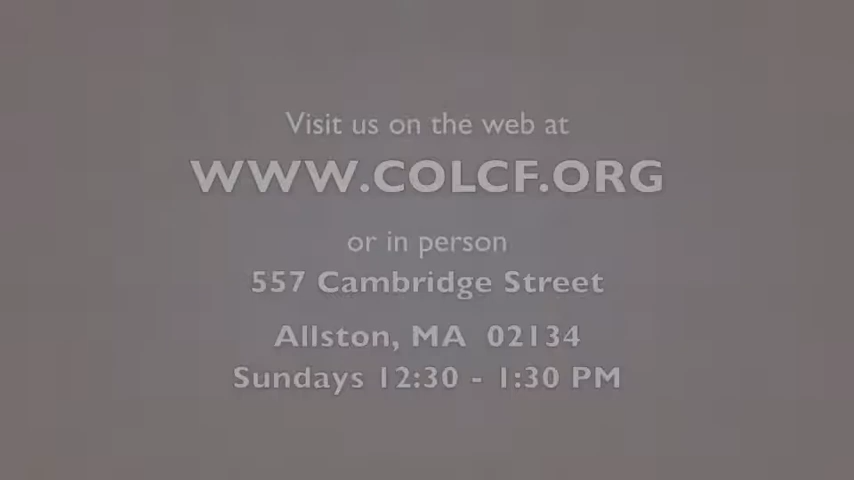 Visit us on the web at
WWW.COLCF.ORG
or in person
557 Cambridge Street
Allston, MA  02134
Sundays 12:30 - 1:30 PM